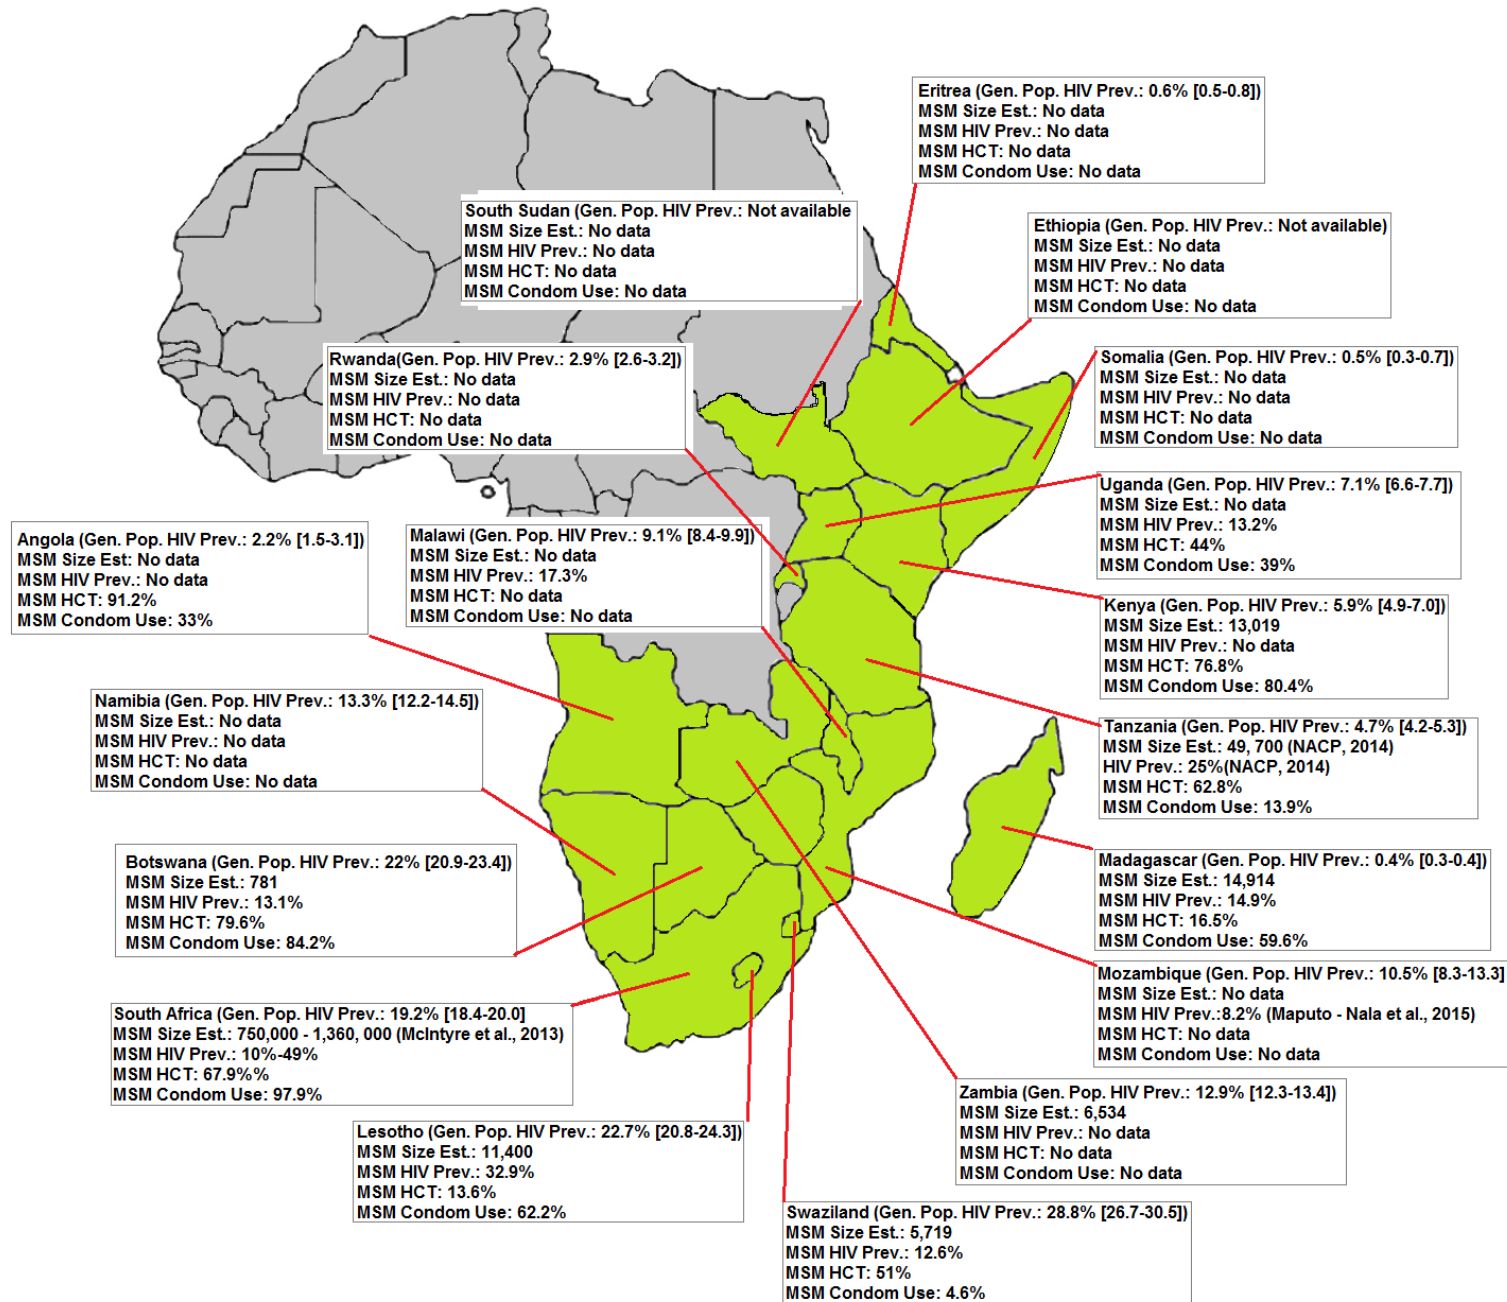 Eritrea (Gen. Pop. HIV Prev.: 0.6% [0.5-0.8])
MSM Size Est.: No data
MSM HIV Prev.: No data
MSM HCT: No data
MSM Condom Use: No data
South Sudan (Gen. Pop. HIV Prev.: Not available
MSM Size Est.: No data
MSM HIV Prev.: No data
MSM HCT: No data
MSM Condom Use: No data
Ethiopia (Gen. Pop. HIV Prev.: Not available)
MSM Size Est.: No data
MSM HIV Prev.: No data
MSM HCT: No data
MSM Condom Use: No data
Rwanda(Gen. Pop. HIV Prev.: 2.9% [2.6-3.2])
MSM Size Est.: No data
MSM HIV Prev.: No data
MSM HCT: No data
MSM Condom Use: No data
Somalia (Gen. Pop. HIV Prev.: 0.5% [0.3-0.7])
MSM Size Est.: No data
MSM HIV Prev.: No data
MSM HCT: No data
MSM Condom Use: No data
Uganda (Gen. Pop. HIV Prev.: 7.1% [6.6-7.7])
MSM Size Est.: No data
MSM HIV Prev.: 13.2%
MSM HCT: 44%
MSM Condom Use: 39%
Angola (Gen. Pop. HIV Prev.: 2.2% [1.5-3.1])
MSM Size Est.: No data
MSM HIV Prev.: No data
MSM HCT: 91.2%
MSM Condom Use: 33%
Malawi (Gen. Pop. HIV Prev.: 9.1% [8.4-9.9])
MSM Size Est.: No data
MSM HIV Prev.: 17.3%
MSM HCT: No data
MSM Condom Use: No data
Kenya (Gen. Pop. HIV Prev.: 5.9% [4.9-7.0])
MSM Size Est.: 13,019
MSM HIV Prev.: No data
MSM HCT: 76.8%
MSM Condom Use: 80.4%
Namibia (Gen. Pop. HIV Prev.: 13.3% [12.2-14.5])
MSM Size Est.: No data
MSM HIV Prev.: No data
MSM HCT: No data
MSM Condom Use: No data
Tanzania (Gen. Pop. HIV Prev.: 4.7% [4.2-5.3])
MSM Size Est.: 49, 700 (NACP, 2014)
HIV Prev.: 25%(NACP, 2014)
MSM HCT: 62.8%
MSM Condom Use: 13.9%
Botswana (Gen. Pop. HIV Prev.: 22% [20.9-23.4])
MSM Size Est.: 781
MSM HIV Prev.: 13.1%
MSM HCT: 79.6%
MSM Condom Use: 84.2%
Madagascar (Gen. Pop. HIV Prev.: 0.4% [0.3-0.4])
MSM Size Est.: 14,914
MSM HIV Prev.: 14.9%
MSM HCT: 16.5%
MSM Condom Use: 59.6%
Mozambique (Gen. Pop. HIV Prev.: 10.5% [8.3-13.3]
MSM Size Est.: No data
MSM HIV Prev.:8.2% (Maputo - Nala et al., 2015)
MSM HCT: No data
MSM Condom Use: No data
South Africa (Gen. Pop. HIV Prev.: 19.2% [18.4-20.0]
MSM Size Est.: 750,000 - 1,360, 000 (McIntyre et al., 2013)
MSM HIV Prev.: 10%-49%
MSM HCT: 67.9%%
MSM Condom Use: 97.9%
Zambia (Gen. Pop. HIV Prev.: 12.9% [12.3-13.4])
MSM Size Est.: 6,534
MSM HIV Prev.: No data
MSM HCT: No data
MSM Condom Use: No data
Lesotho (Gen. Pop. HIV Prev.: 22.7% [20.8-24.3])
MSM Size Est.: 11,400
MSM HIV Prev.: 32.9%
MSM HCT: 13.6%
MSM Condom Use: 62.2%
Swaziland (Gen. Pop. HIV Prev.: 28.8% [26.7-30.5])
MSM Size Est.: 5,719
MSM HIV Prev.: 12.6%
MSM HCT: 51%
MSM Condom Use: 4.6%